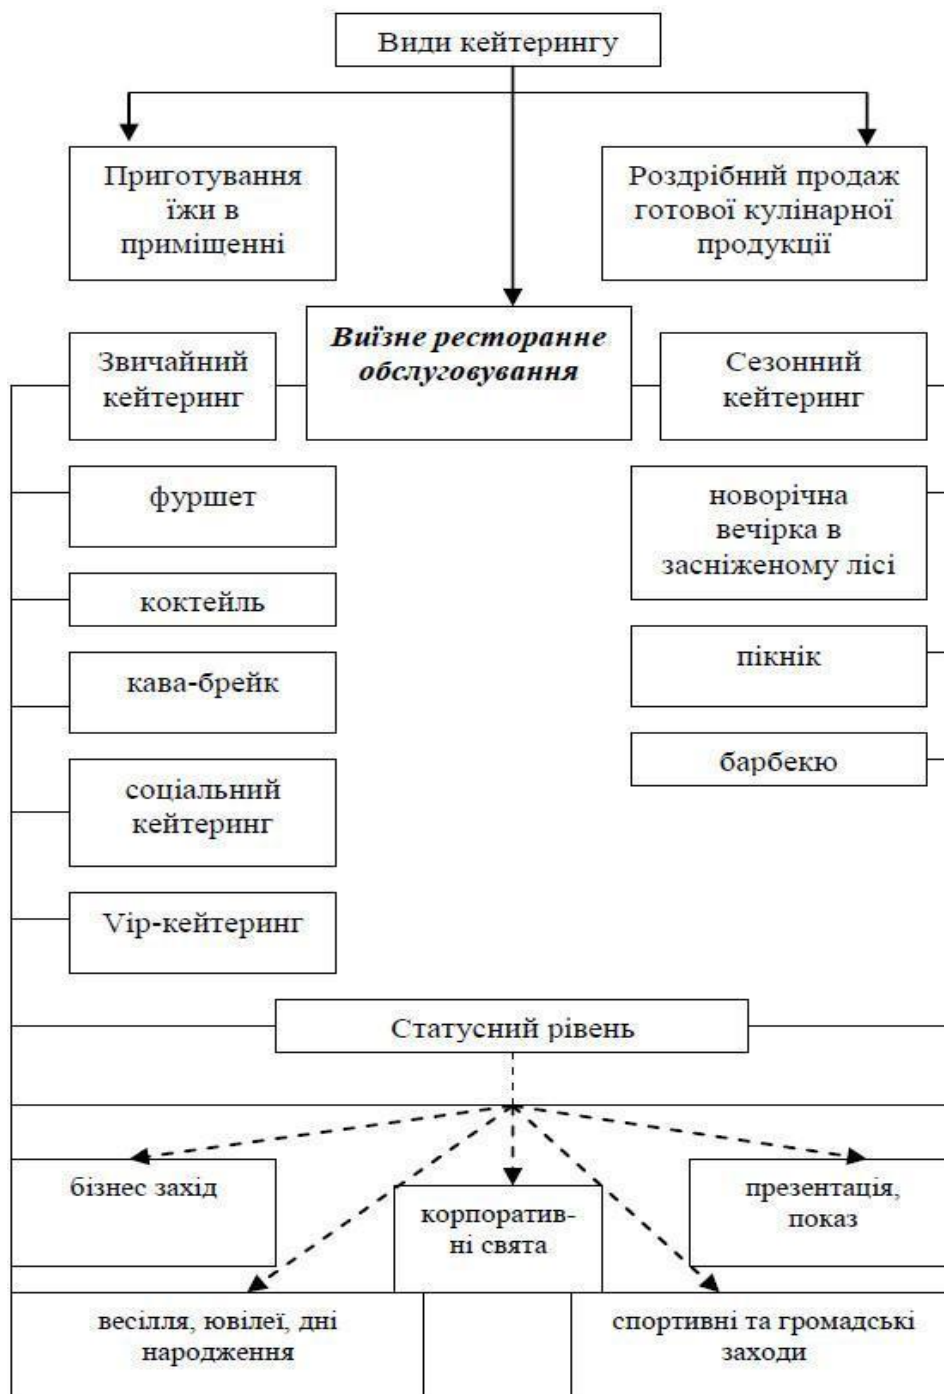 Види кейтерингу
Приготування
їжи в
приміщенні
Роздрібний продаж
готової кулінарної
продукції
Звичайний
кейтеринг
Виїзне ресторанне
обслуговування
Сезонний
кейтеринг
фуршет
коктейль
кава-брейк
соціальний
кейтеринг
Vip-кейтеринг
новорічна
вечірка в
засніженому лісі
пікнік
барбекю
Статусний рівень
бізнес захід
корпоратив-
ні свята
презентація,
показ
весілля, ювілеї, дні
народження
спортивні та громадські
заходи